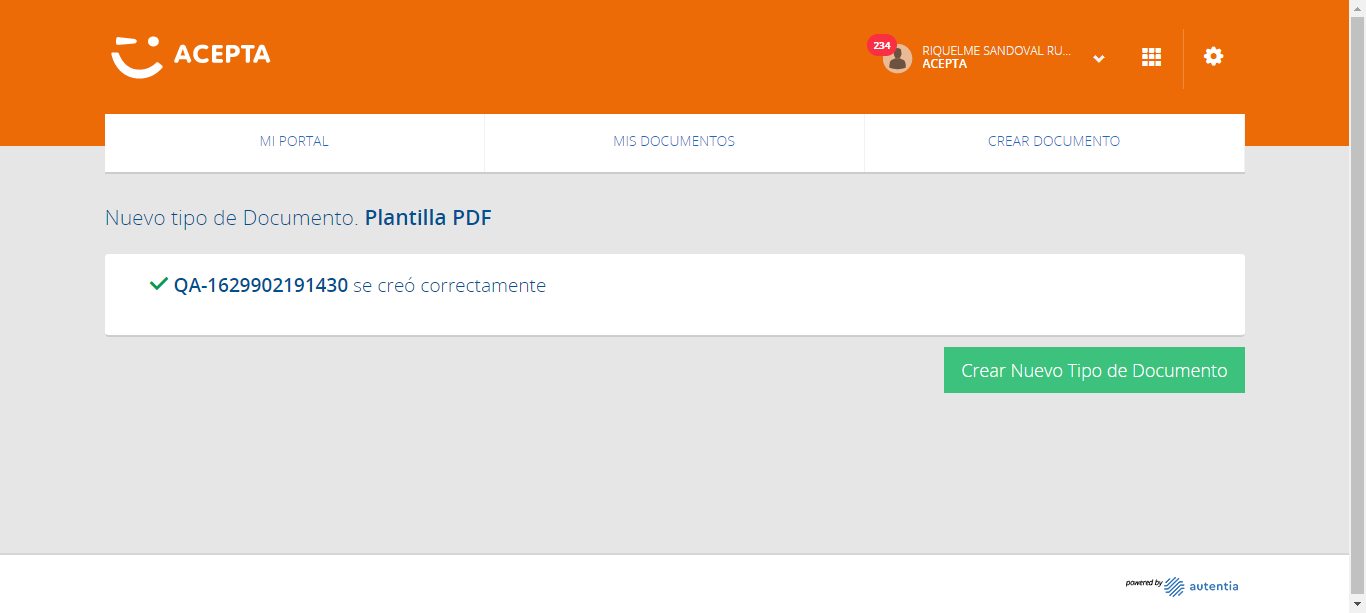 ACEPTA
234
RIQUELME SANDOVAL RU...
ACEPTA
MI PORTAL
MIS DOCUMENTOS
CREAR DOCUMENTO
Nuevo tipo de Documento. Plantilla PDF
QA-1629902191430 se creó correctamente
Crear Nuevo Tipo de Documento
powered by autentia